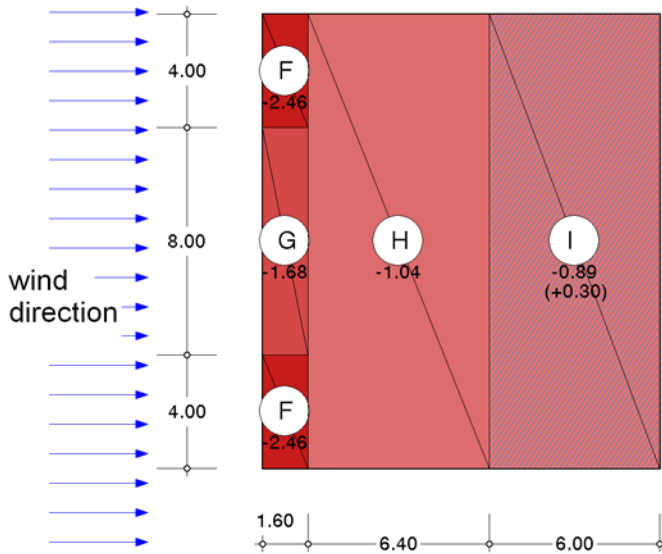 4.00
F
-2.46
8.00
G
-1.68
H
-1.04
I
-0.89
(+0.30)
wind
direction
4.00
F
-2.46
1.60
6.40
6.00